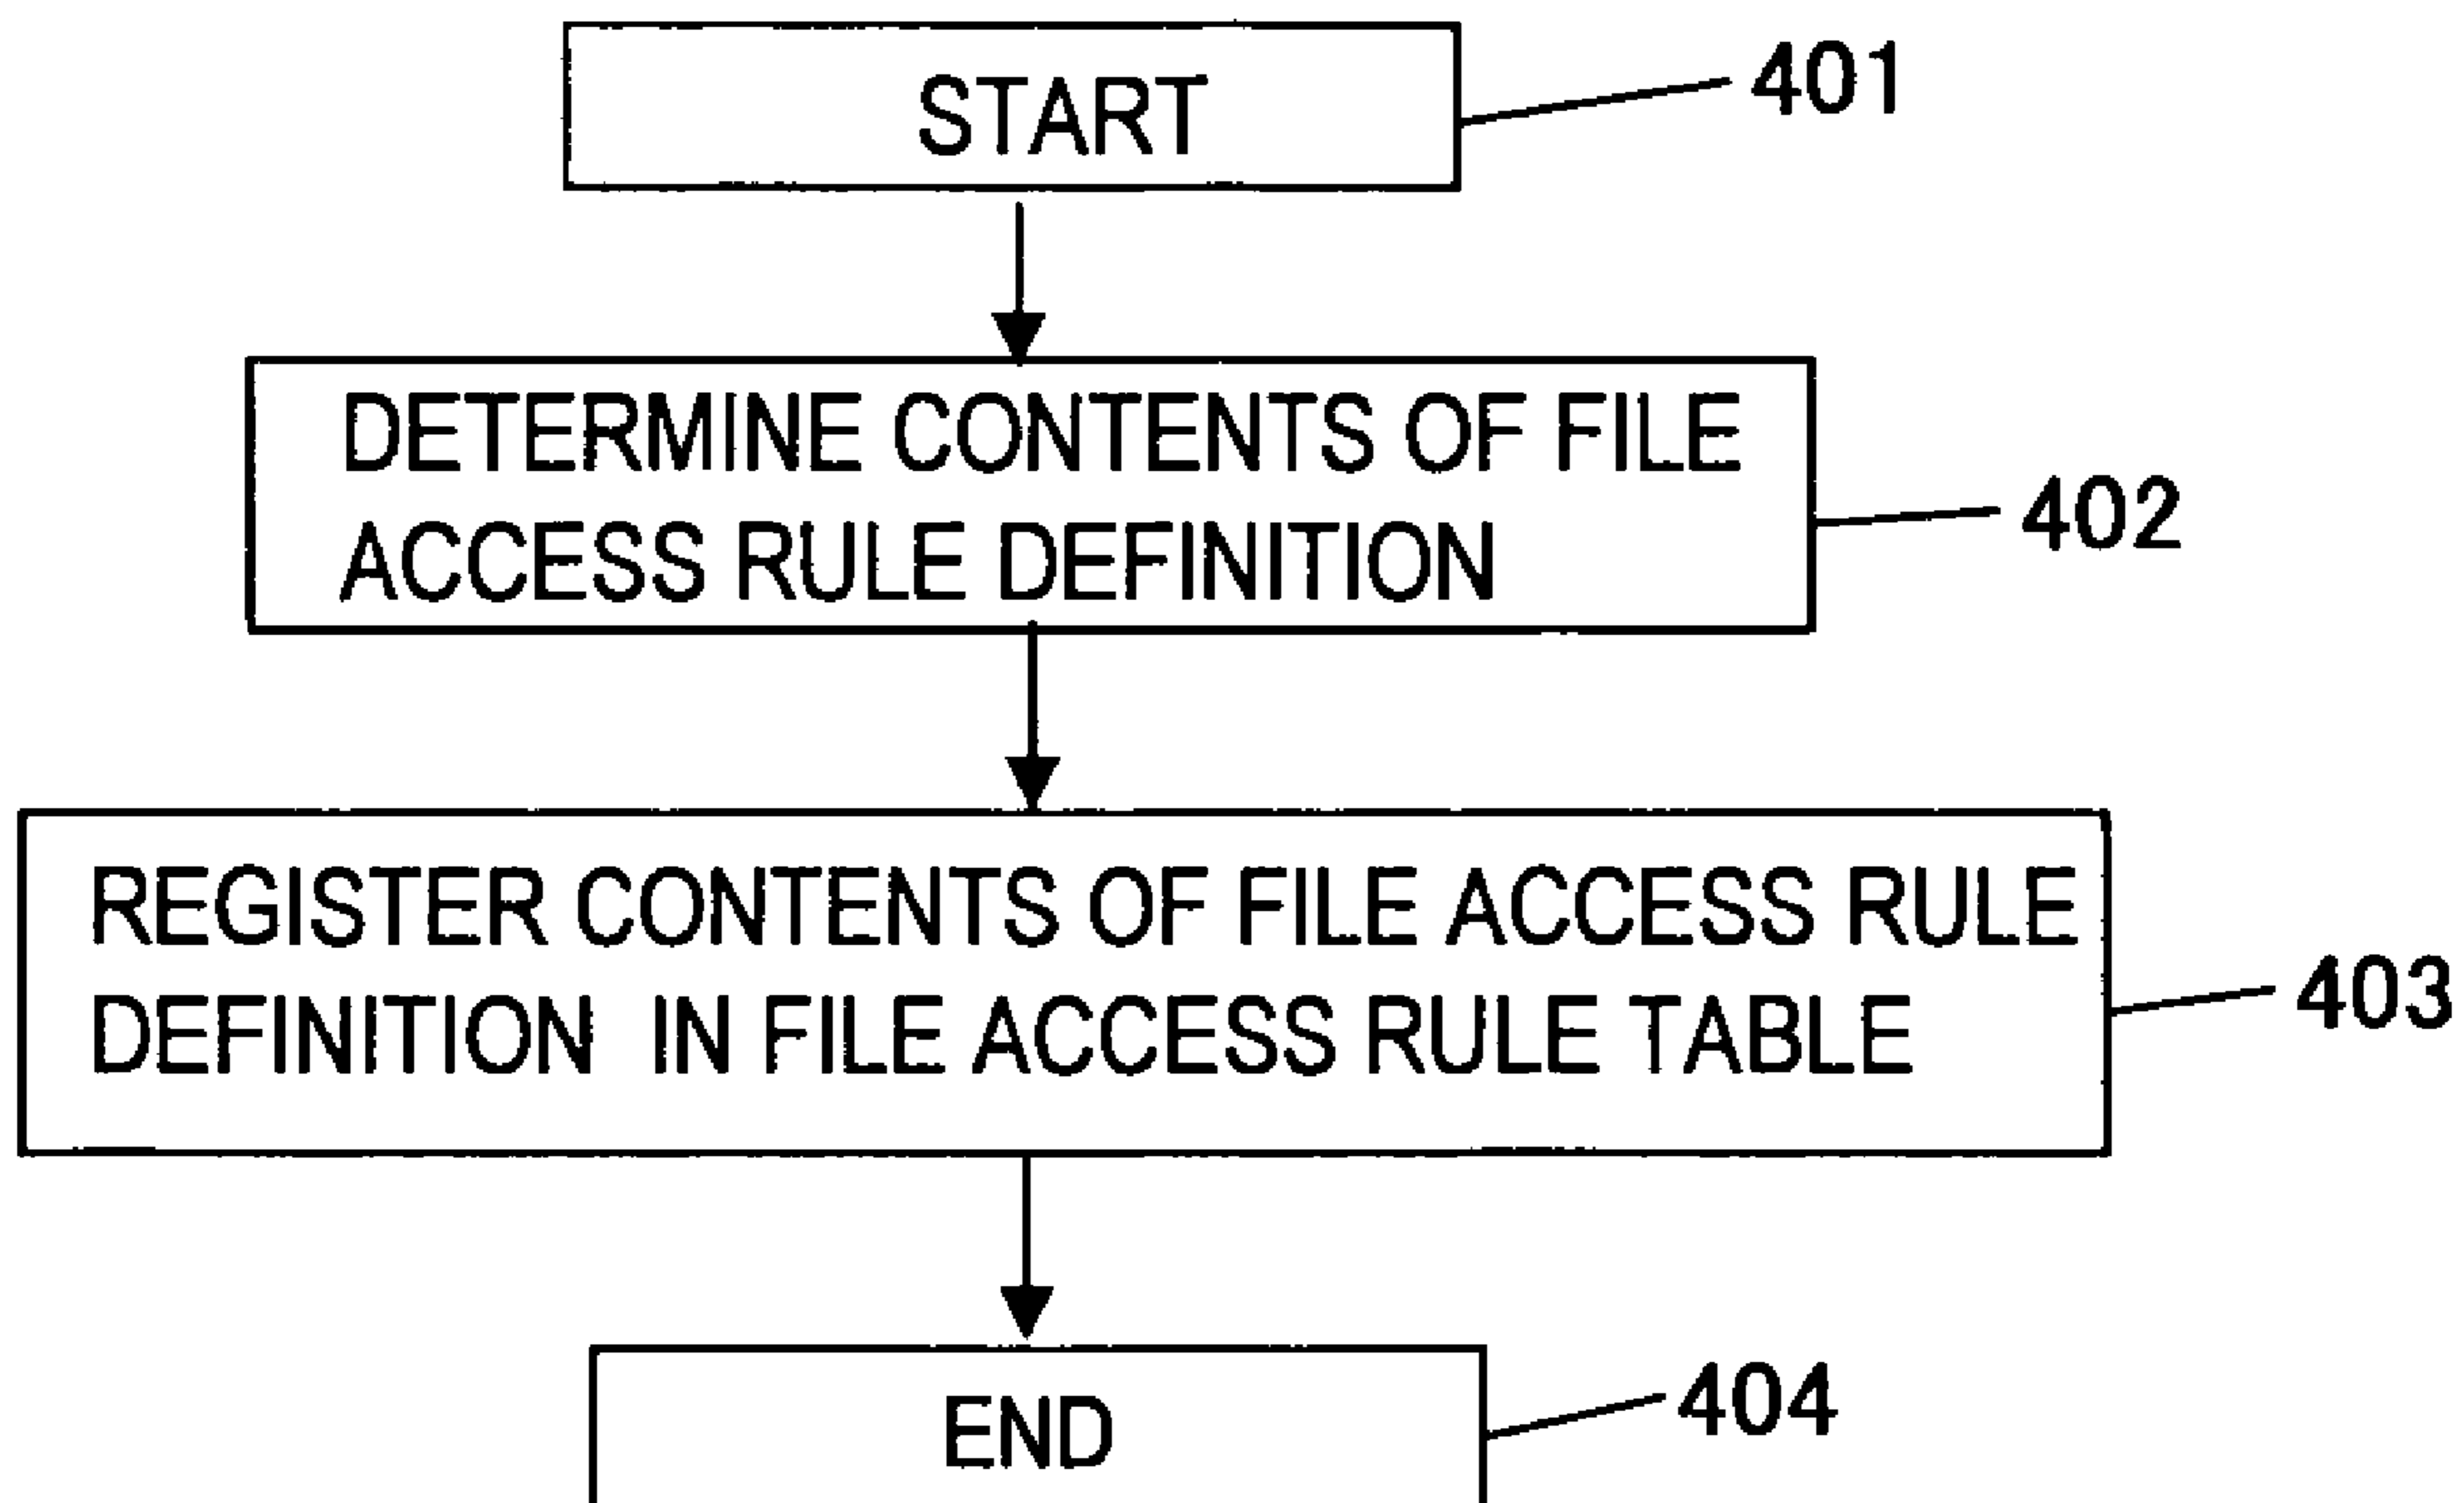 START
401
DETERMINE CONTENTS OF FILE
ACCESS RULE DEFINITION
402
REGISTER CONTENTS OF FILE ACCESS RULE
DEFINITION IN FILE ACCESS RULE TABLE
403
END
404